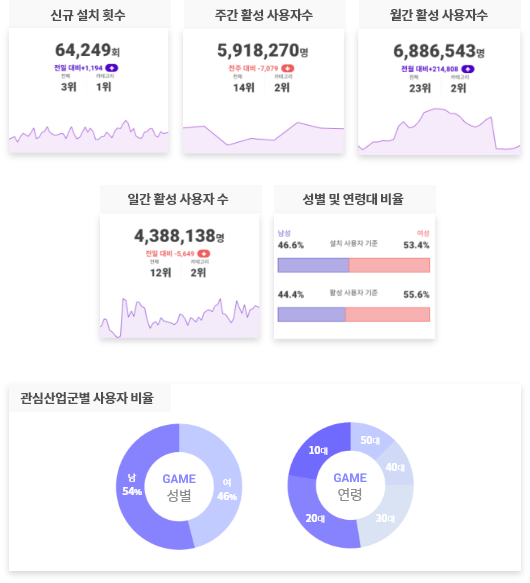 신규 설치 횟수
64,249회
전일 대비+1,194
전체 카테고리
3위 1위
주간 활성 사용자수
5,918,270명
전주 대비 -7,079
전체 카테고리
14위 2위
월간 활성 사용자수
6,886,543명
전월 대비+214,808
전체 카테고리
23위 2위
일간 활성 사용자 수
4,388,138명
전일 대비 -5,649
전체 카테고리
12위 2위
성별 및 연령대 비율
남성 여성
46.6% 설치 사용자 기준 53.4%
44.4% 활성 사용자 기준 55.6%
관심산업군별 사용자 비율
남
54%
GAME
성별
여
46%
50대
10대
40대
GAME
연령
20대
30대